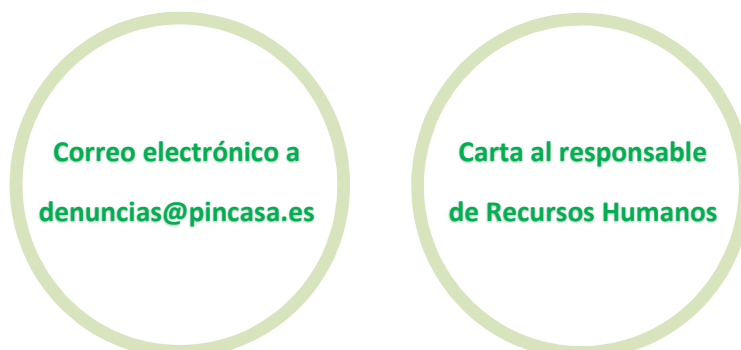 Correo electrónico a
denuncias@pincasa.es
Carta al responsable
de Recursos Humanos